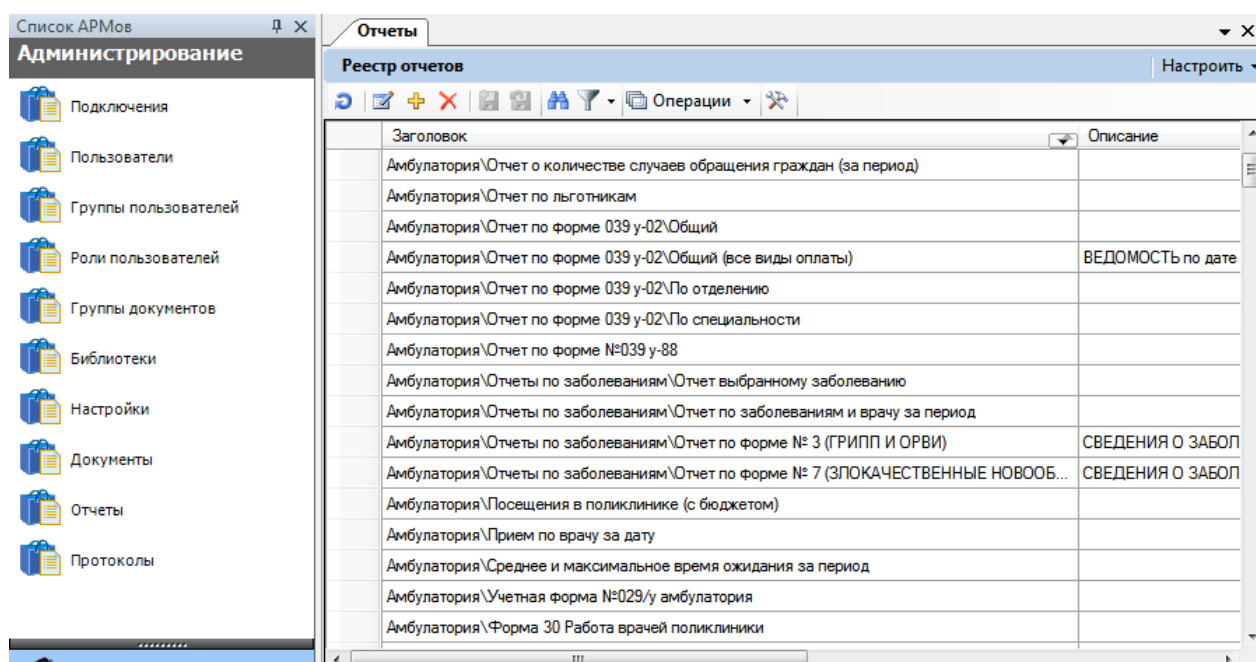 Список АРМов
Администрирование
Подключения
Пользователи
Группы пользователей
Роли пользователей
Группы документов
Библиотеки
Настройки
Документы
Отчеты
Протоколы
Отчеты
Реестр отчетов
Настроить
Операции
Заголовок
Описание
Амбулатория\Отчет о количестве случаев обращения граждан (за период)
Амбулатория\Отчет по льготникам
Амбулатория\Отчет по форме 039 у-02\Общий
Амбулатория\Отчет по форме 039 у-02\Общий (все виды оплаты)
ВЕДОМОСТЬ по дате
Амбулатория\Отчет по форме 039 у-02\По отделению
Амбулатория\Отчет по форме 039 у-02\По специальности
Амбулатория\Отчет по форме №039 у-88
Амбулатория\Отчеты по заболеваниям\Отчет выбранному заболеванию
Амбулатория\Отчеты по заболеваниям\Отчет по заболеваниям и врачу за период
Амбулатория\Отчеты по заболеваниям\Отчет по форме № 3 (ГРИПП И ОРВИ)
СВЕДЕНИЯ О ЗАБОЛ
Амбулатория\Отчеты по заболеваниям\Отчет по форме № 7 (ЗЛОКАЧЕСТВЕННЫЕ НОВООБ...
СВЕДЕНИЯ О ЗАБОЛ
Амбулатория\Посещения в поликлинике (с бюджетом)
Амбулатория\Прием по врачу за дату
Амбулатория\Среднее и максимальное время ожидания за период
Амбулатория\Учетная форма №029/у амбулатория
Амбулатория\Форма 30 Работа врачей поликлиники